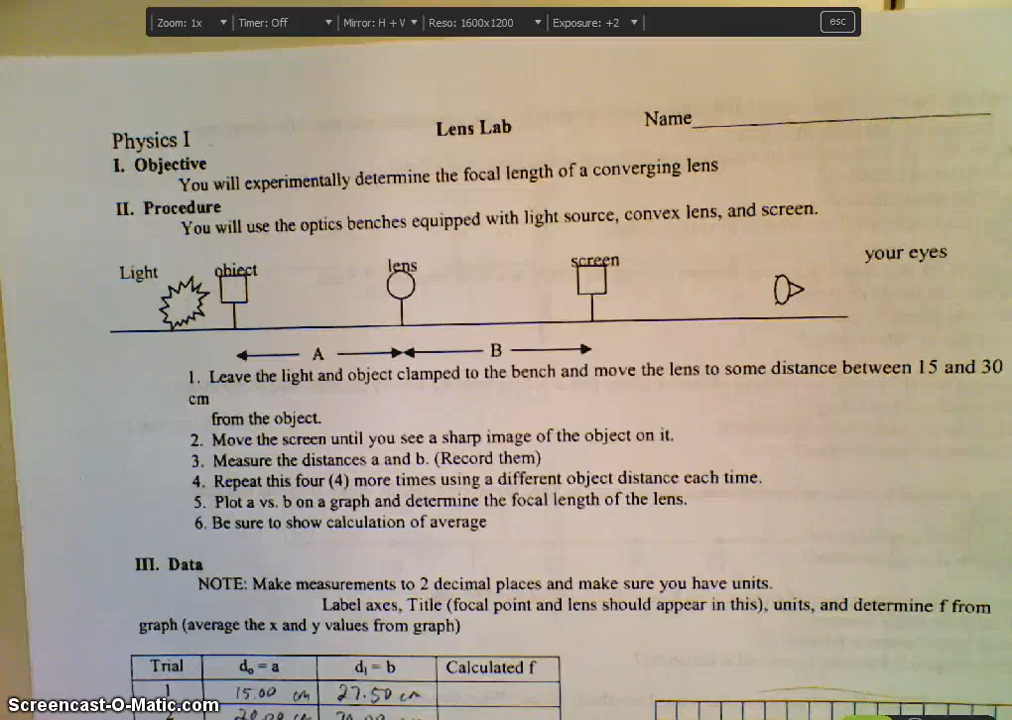 Zoom: 1x Timer: Off Mirror: H + V Reso: 1600x1200 Exposure: +2 esc
Physics I Lens Lab Name
I. Objective
You will experimentally determine the focal length of a converging lens
II. Procedure
You will use the optics benches equipped with light source, convex lens, and screen.
Light object lens screen your eyes
A B
1. Leave the light and object clamped to the bench and move the lens to some distance between 15 and 30
cm
from the object.
2. Move the screen until you see a sharp image of the object on it.
3. Measure the distances a and b. (Record them)
4. Repeat this four (4) more times using a different object distance each time.
5. Plot a vs. b on a graph and determine the focal length of the lens.
6. Be sure to show calculation of average
III. Data
NOTE: Make measurements to 2 decimal places and make sure you have units.
Label axes, Title (focal point and lens should appear in this), units, and determine f from
graph (average the x and y values from graph)
Trial d₀ = a dᵢ = b Calculated f
1 15.00 cm 27.50 cm
Screencast-O-Matic.com